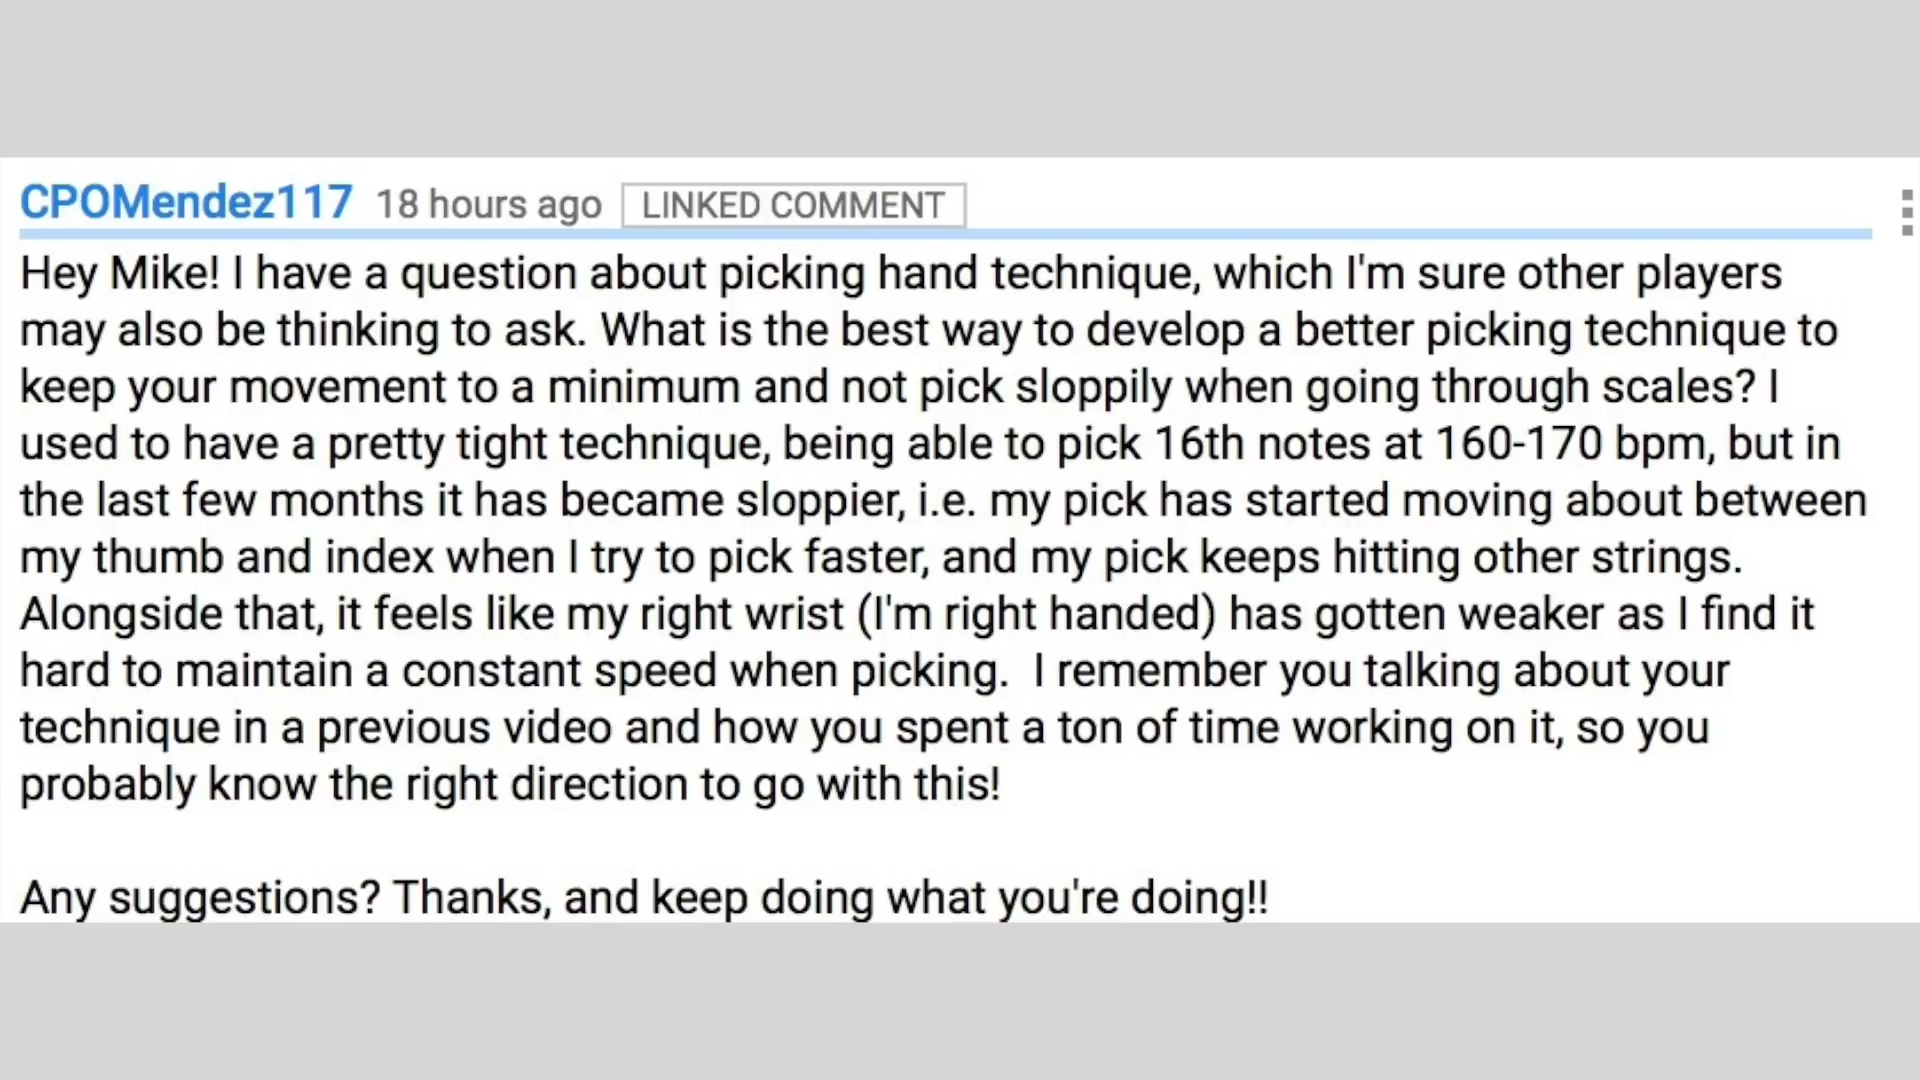 CPOMendez117 18 hours ago LINKED COMMENT
Hey Mike! I have a question about picking hand technique, which I'm sure other players
may also be thinking to ask. What is the best way to develop a better picking technique to
keep your movement to a minimum and not pick sloppily when going through scales? I
used to have a pretty tight technique, being able to pick 16th notes at 160-170 bpm, but in
the last few months it has became sloppier, i.e. my pick has started moving about between
my thumb and index when I try to pick faster, and my pick keeps hitting other strings.
Alongside that, it feels like my right wrist (I'm right handed) has gotten weaker as I find it
hard to maintain a constant speed when picking.  I remember you talking about your
technique in a previous video and how you spent a ton of time working on it, so you
probably know the right direction to go with this!
Any suggestions? Thanks, and keep doing what you're doing!!